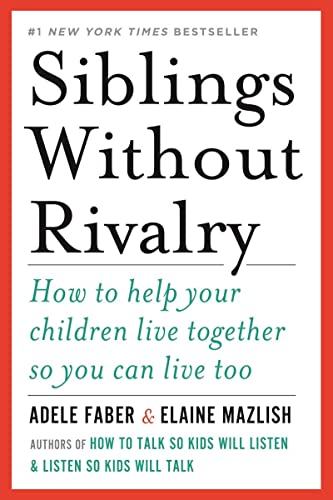 #1 NEW YORK TIMES BESTSELLER
Siblings
Without
Rivalry
How to help your
children live together
so you can live too
ADELE FABER & ELAINE MAZLISH
AUTHORS OF HOW TO TALK SO KIDS WILL LISTEN
& LISTEN SO KIDS WILL TALK